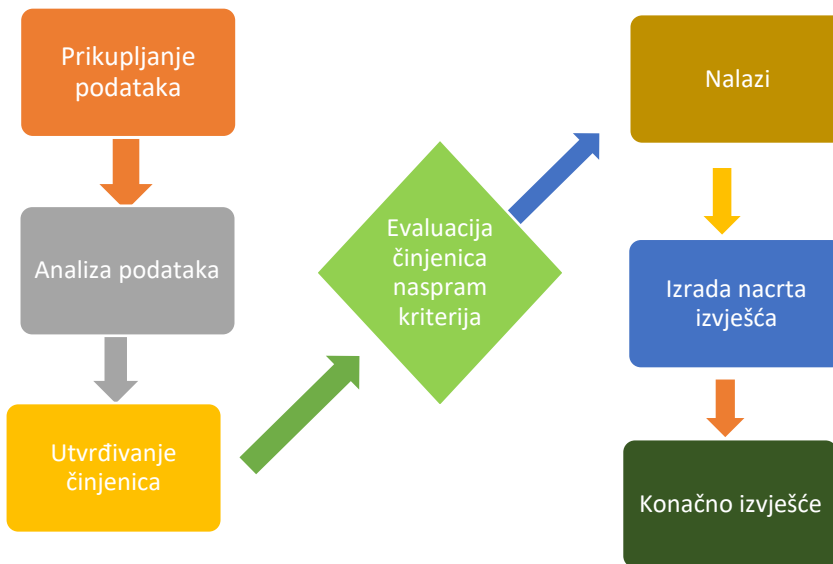 Prikupljanje
podataka
Analiza podataka
Utvrđivanje
činjenica
Evaluacija
činjenica
naspram
kriterija
Nalazi
Izrada nacrta
izvješća
Konačno izvješće